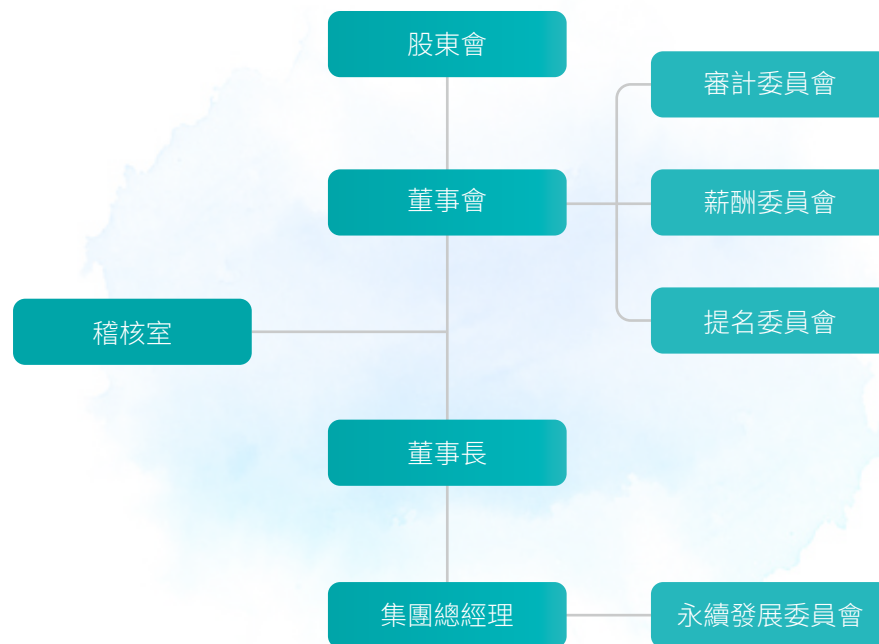 股東會
審計委員會
董事會
薪酬委員會
提名委員會
稽核室
董事長
集團總經理
永續發展委員會